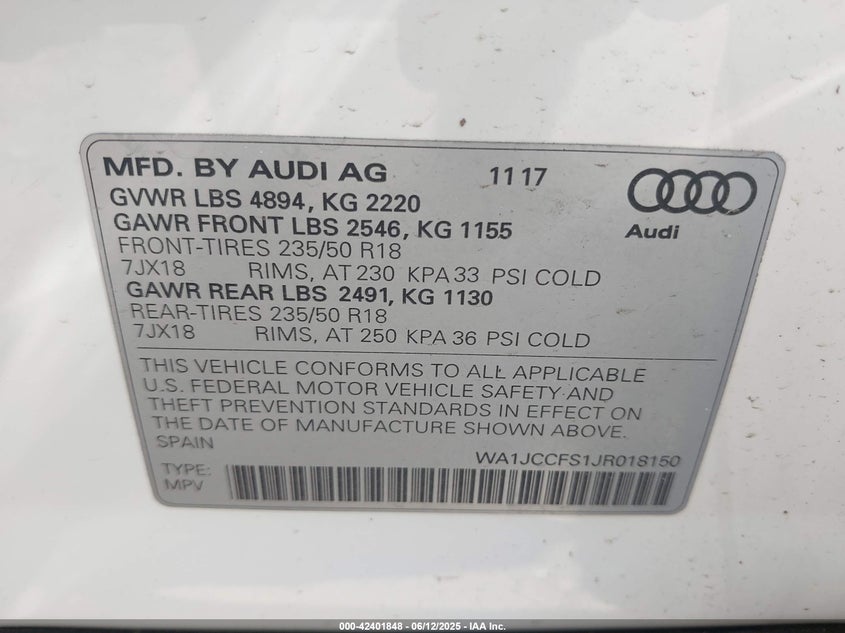 MFD. BY AUDI AG 11 17
GVWR LBS 4894, KG 2220
GAWR FRONT LBS 2546, KG 1155
Audi
FRONT-TIRES 235/50 R18
7JX18 RIMS, AT 230 KPA 33 PSI COLD
GAWR REAR LBS 2491, KG 1130
REAR-TIRES 235/50 R18
7JX18 RIMS, AT 250 KPA 36 PSI COLD
THIS VEHICLE CONFORMS TO ALL APPLICABLE
U.S. FEDERAL MOTOR VEHICLE SAFETY AND
THEFT PREVENTION STANDARDS IN EFFECT ON
THE DATE OF MANUFACTURE SHOWN ABOVE.
SPAIN
WA1JCCFS1JR018150
TYPE:
MPV
000-42401848 - 06/12/2025 - IAA Inc.